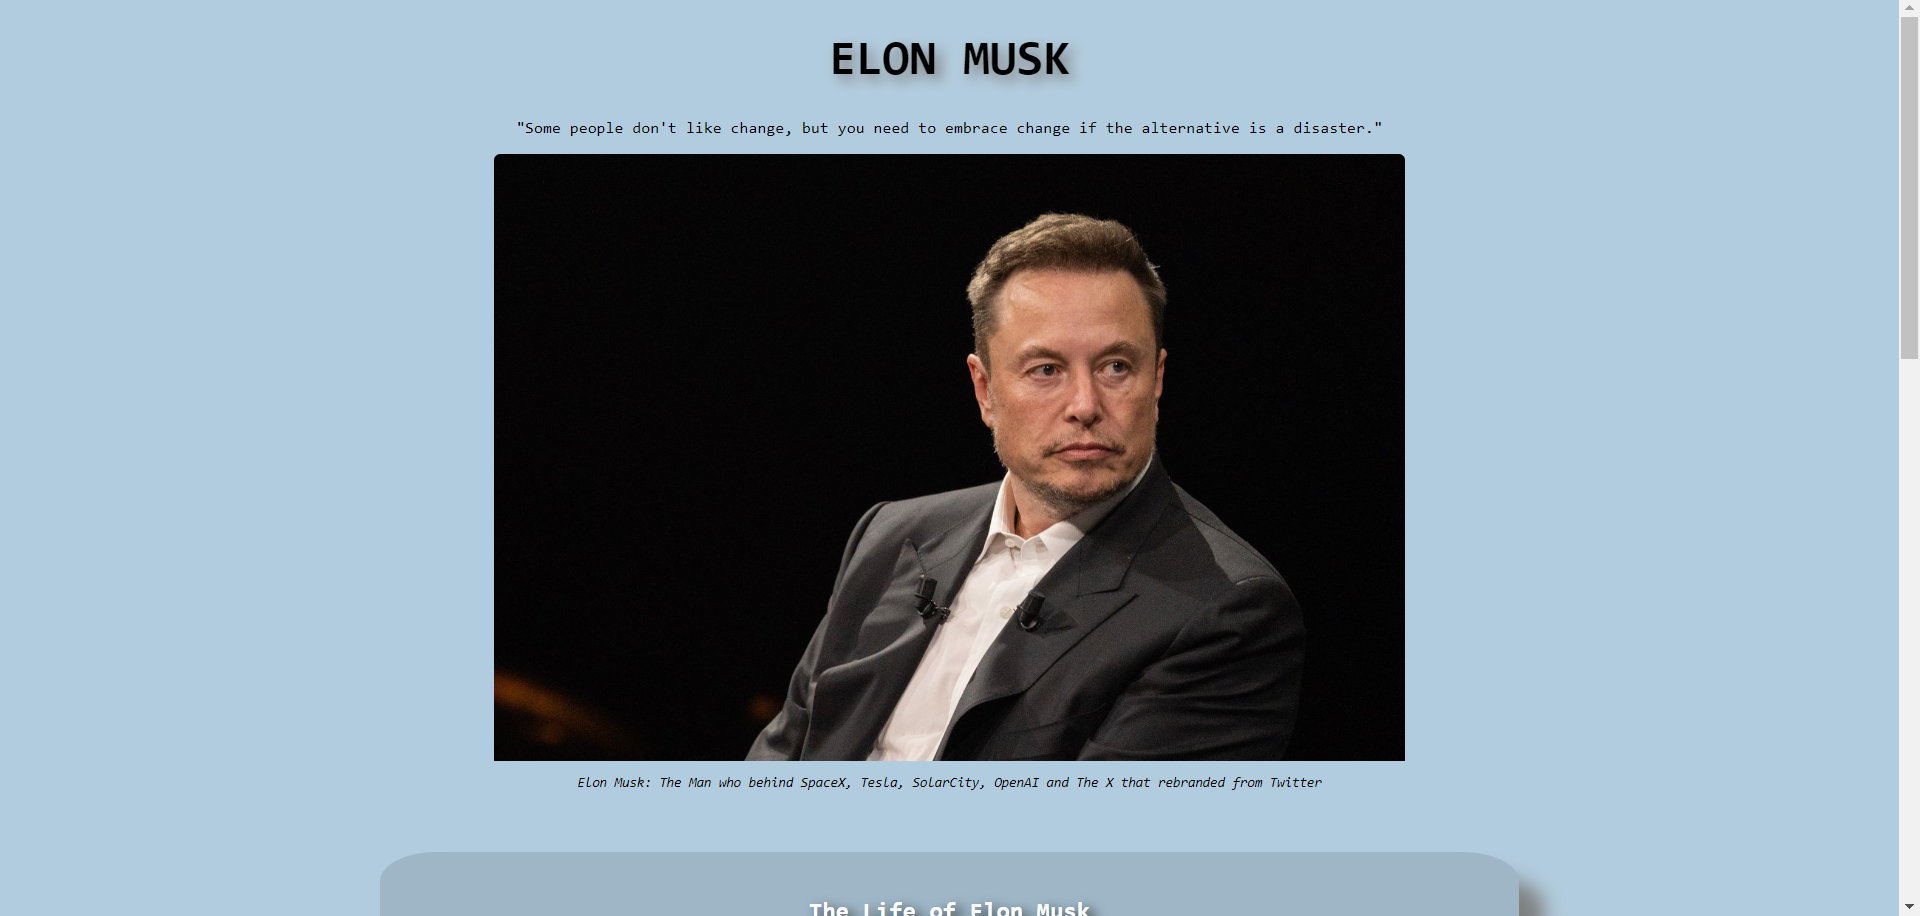 ELON MUSK
"Some people don't like change, but you need to embrace change if the alternative is a disaster."
Elon Musk: The Man who behind SpaceX, Tesla, SolarCity, OpenAI and The X that rebranded from Twitter
The Life of Elon Musk